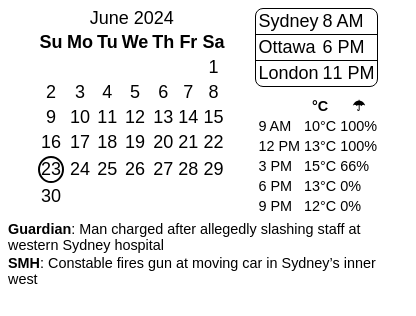 June 2024
Su Mo Tu We Th Fr Sa
1
2 3 4 5 6 7 8
9 10 11 12 13 14 15
16 17 18 19 20 21 22
23 24 25 26 27 28 29
30
Sydney 8 AM
Ottawa 6 PM
London 11 PM
°C ☂
9 AM 10°C 100%
12 PM 13°C 100%
3 PM 15°C 66%
6 PM 13°C 0%
9 PM 12°C 0%
Guardian: Man charged after allegedly slashing staff at
western Sydney hospital
SMH: Constable fires gun at moving car in Sydney’s inner
west